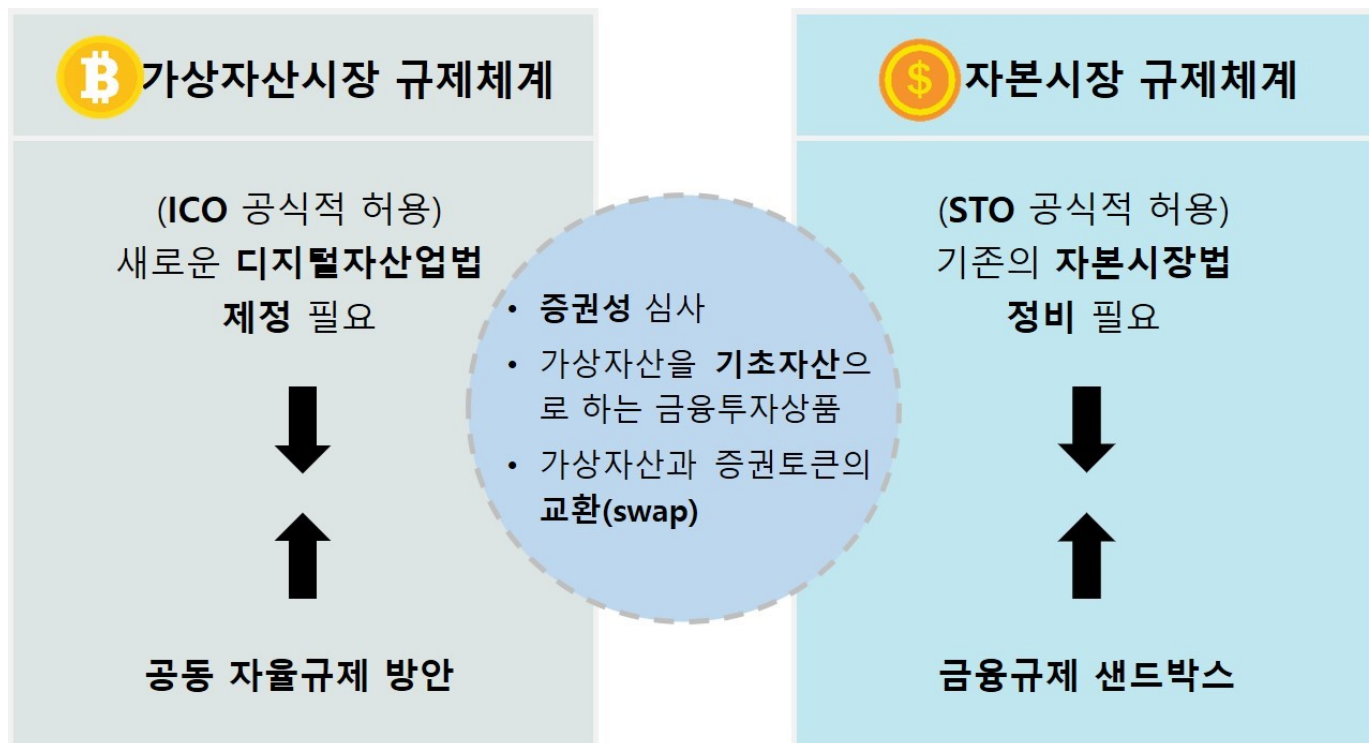 가상자산시장 규제체계
(ICO 공식적 허용)
새로운 디지털자산업법
제정 필요
공동 자율규제 방안
• 증권성 심사
• 가상자산을 기초자산으
로 하는 금융투자상품
• 가상자산과 증권토큰의
교환(swap)
자본시장 규제체계
(STO 공식적 허용)
기존의 자본시장법
정비 필요
금융규제 샌드박스